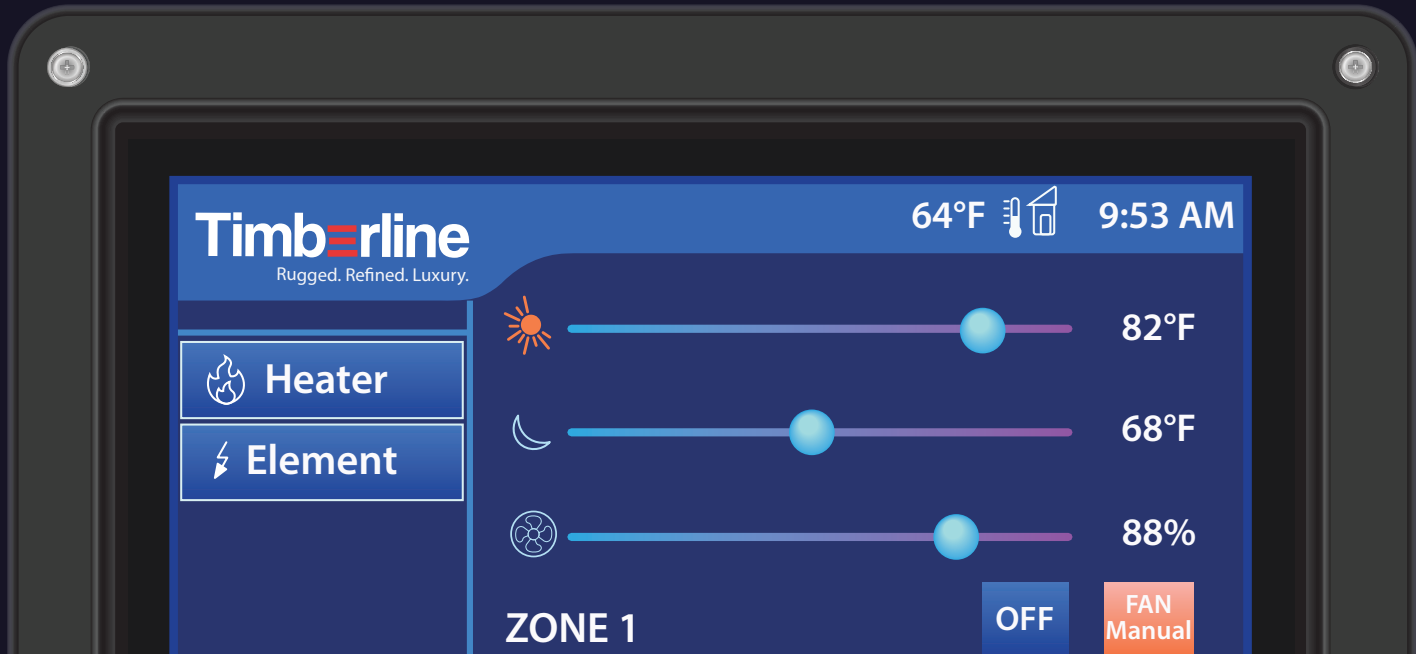 Timberline
Rugged. Refined. Luxury.
64°F
9:53 AM
82°F
Heater
68°F
Element
88%
ZONE 1
OFF
FAN
Manual